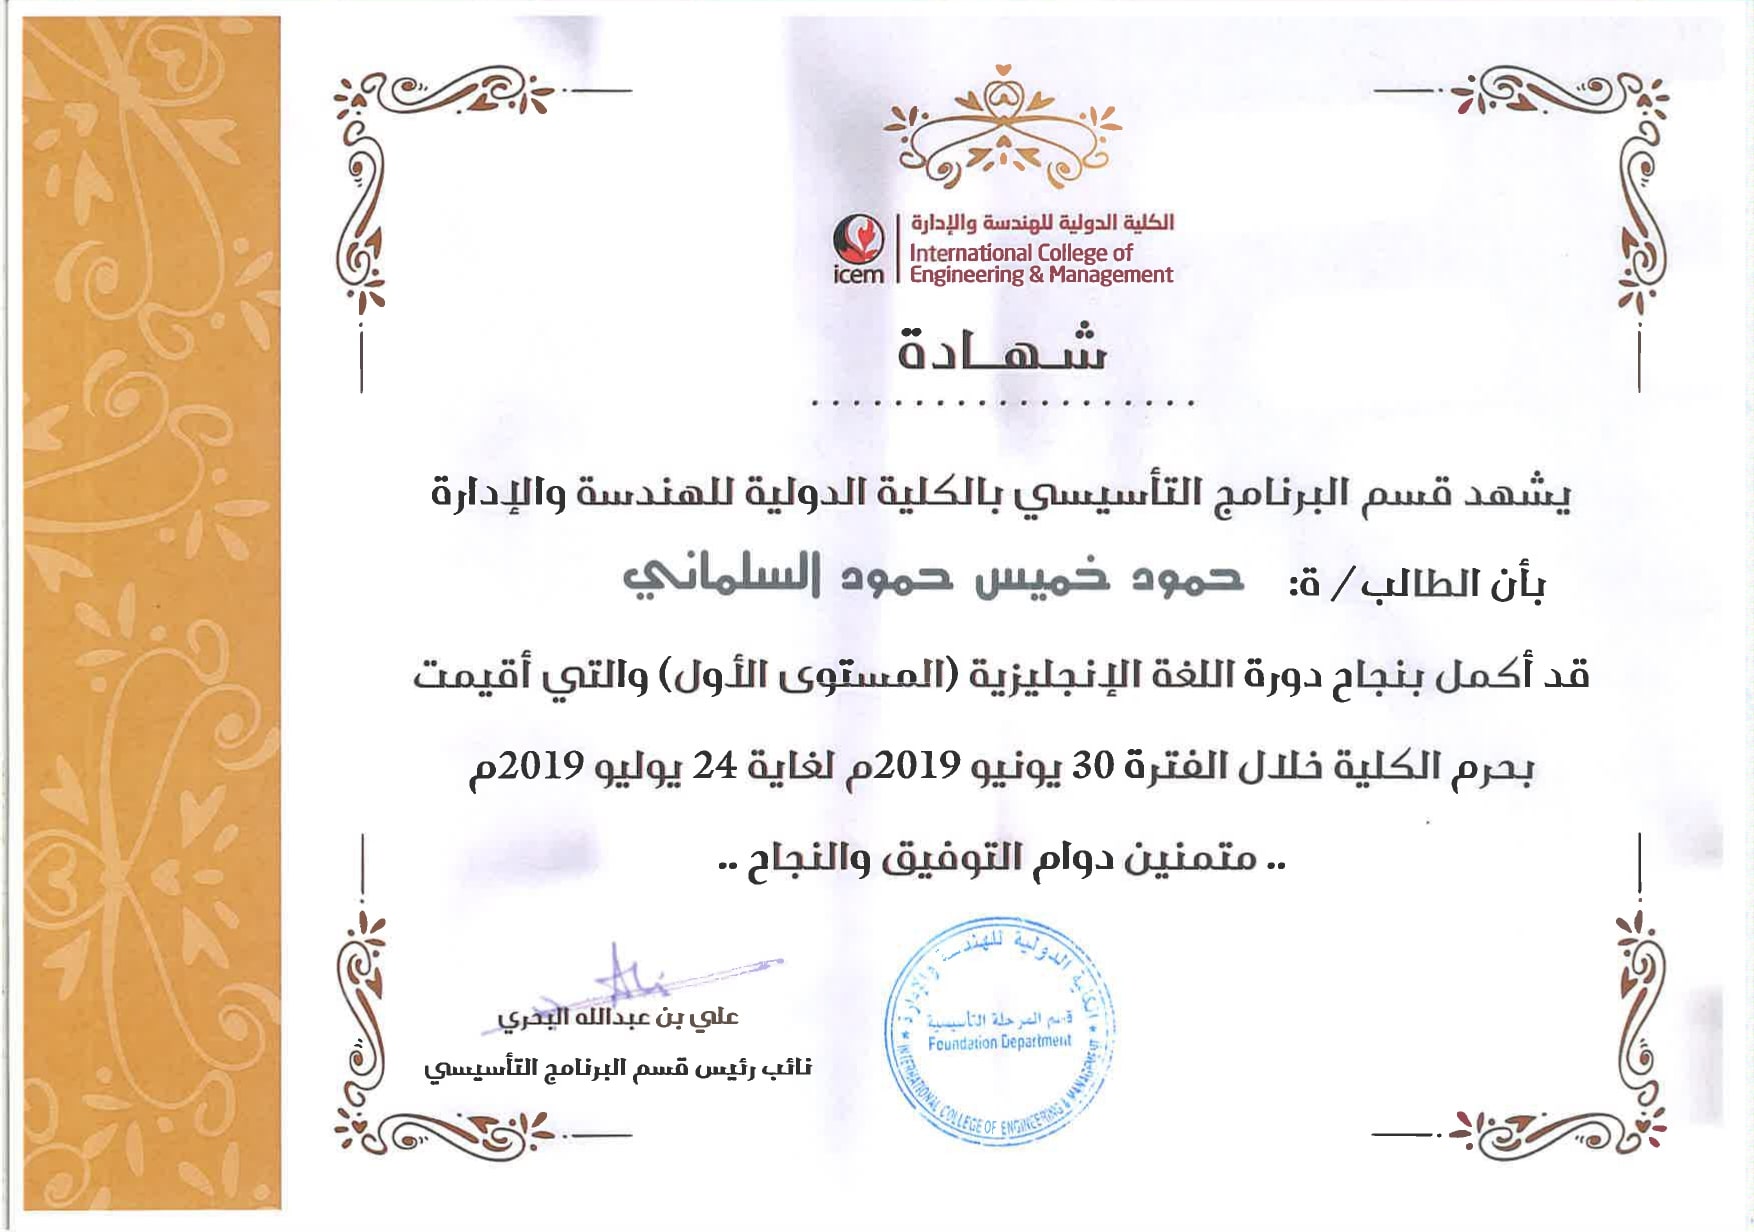 الكلية الدولية للهندسة والإدارة
International College of
Engineering & Management
icem
شهادة
يشهد قسم البرنامج التأسيسي بالكلية الدولية للهندسة والإدارة
بأن الطالب/ ة: حمود خميس حمود السلماني
قد أكمل بنجاح دورة اللغة الإنجليزية (المستوى الأول) والتي أقيمت
بحرم الكلية خلال الفترة 30 يونيو 2019م لغاية 24 يوليو 2019م
.. متمنين دوام التوفيق والنجاح ..
الكلية الدولية للهندسة والإدارة
قسم المرحلة التأسيسية
Foundation Department
INTERNATIONAL COLLEGE OF ENGINEERING & MANAGEMENT
Ali
علي بن عبدالله البحري
نائب رئيس قسم البرنامج التأسيسي